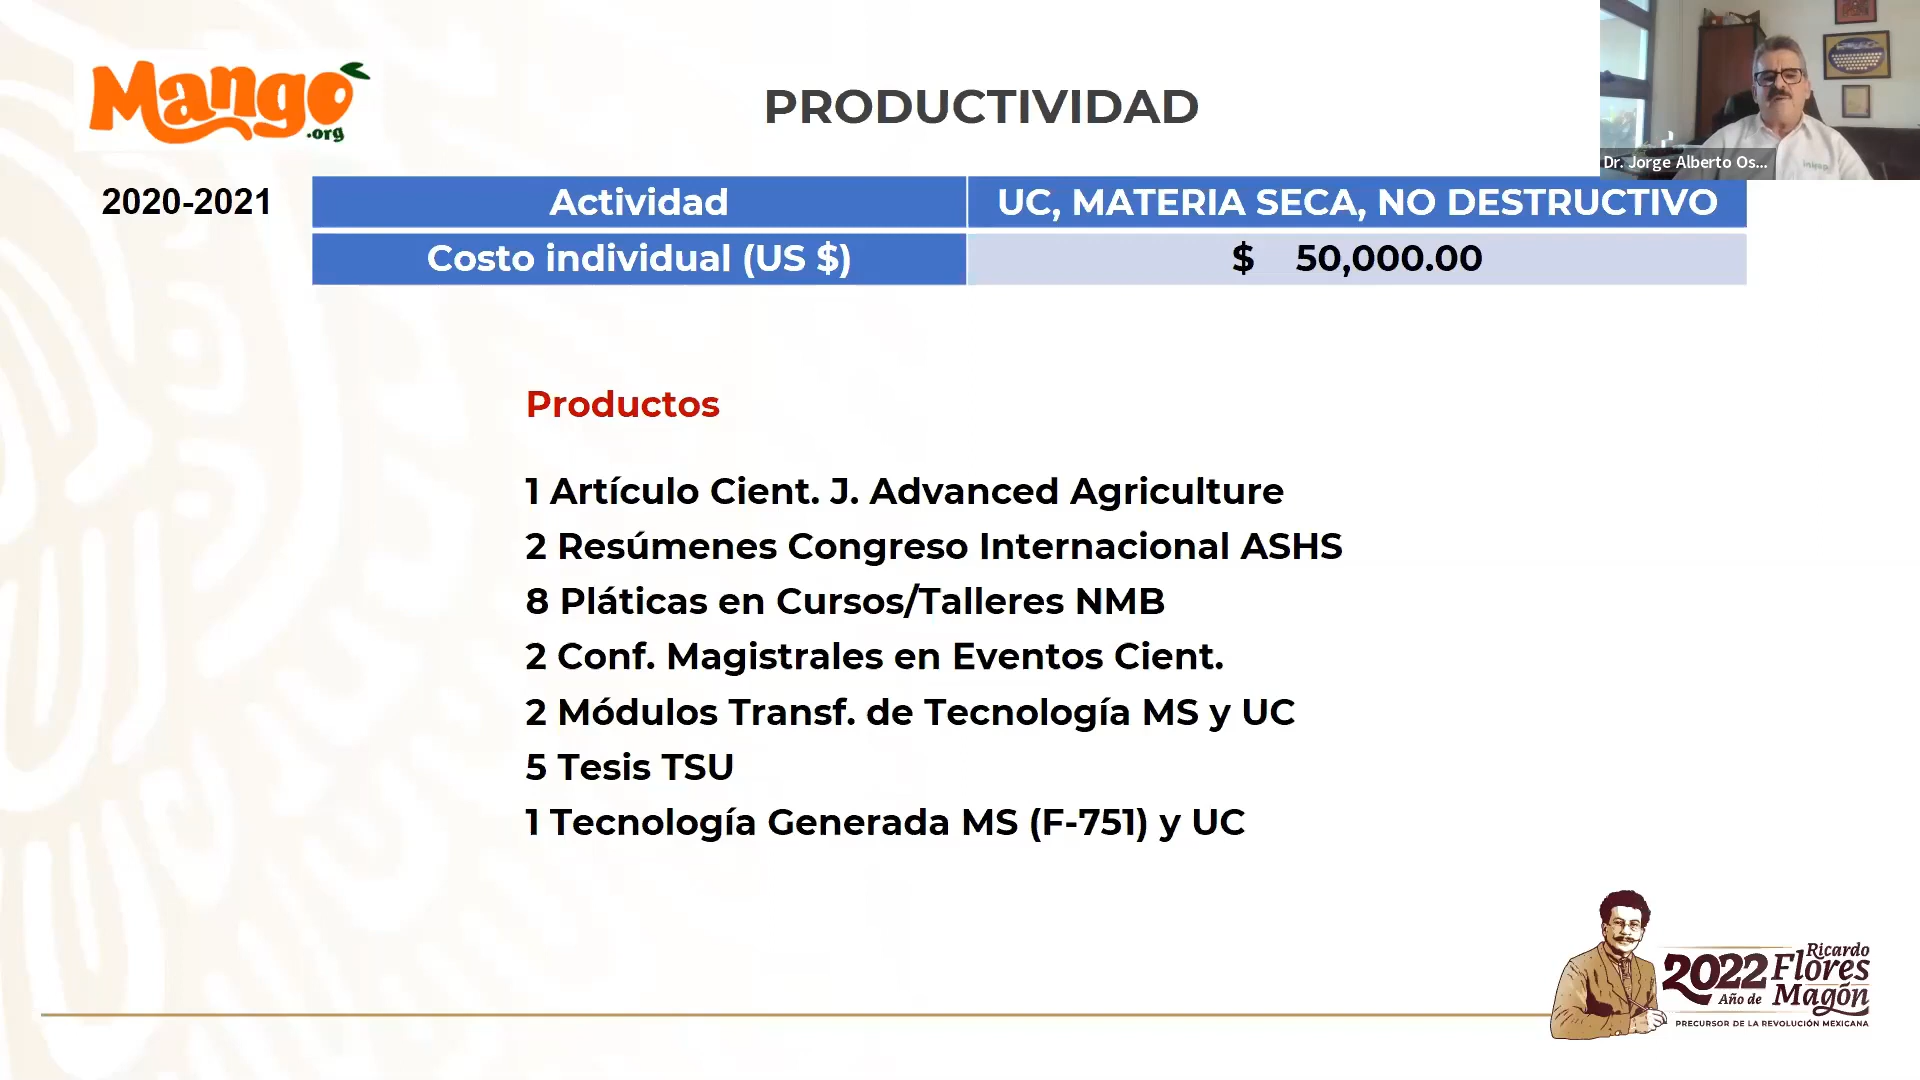 Mango
.org
PRODUCTIVIDAD
Dr. Jorge Alberto Os...
2020-2021
Actividad
UC, MATERIA SECA, NO DESTRUCTIVO
Costo individual (US $)
$ 50,000.00
Productos
1 Artículo Cient. J. Advanced Agriculture
2 Resúmenes Congreso Internacional ASHS
8 Pláticas en Cursos/Talleres NMB
2 Conf. Magistrales en Eventos Cient.
2 Módulos Transf. de Tecnología MS y UC
5 Tesis TSU
1 Tecnología Generada MS (F-751) y UC
2022
Año de
Ricardo
Flores
Magón
PRECURSOR DE LA REVOLUCIÓN MEXICANA